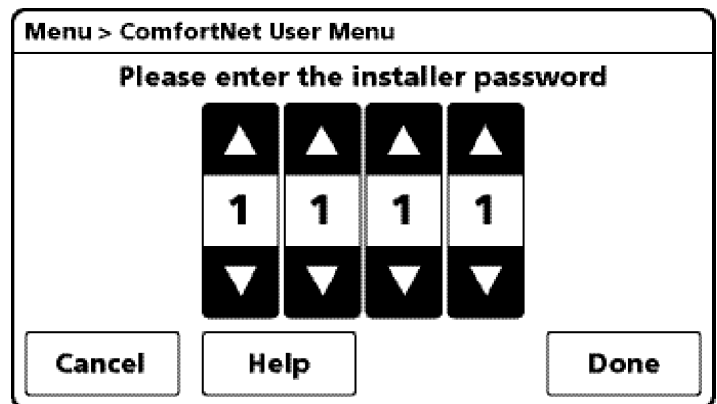 Menu > ComfortNet User Menu
Please enter the installer password
1 1 1 1
Cancel Help Done